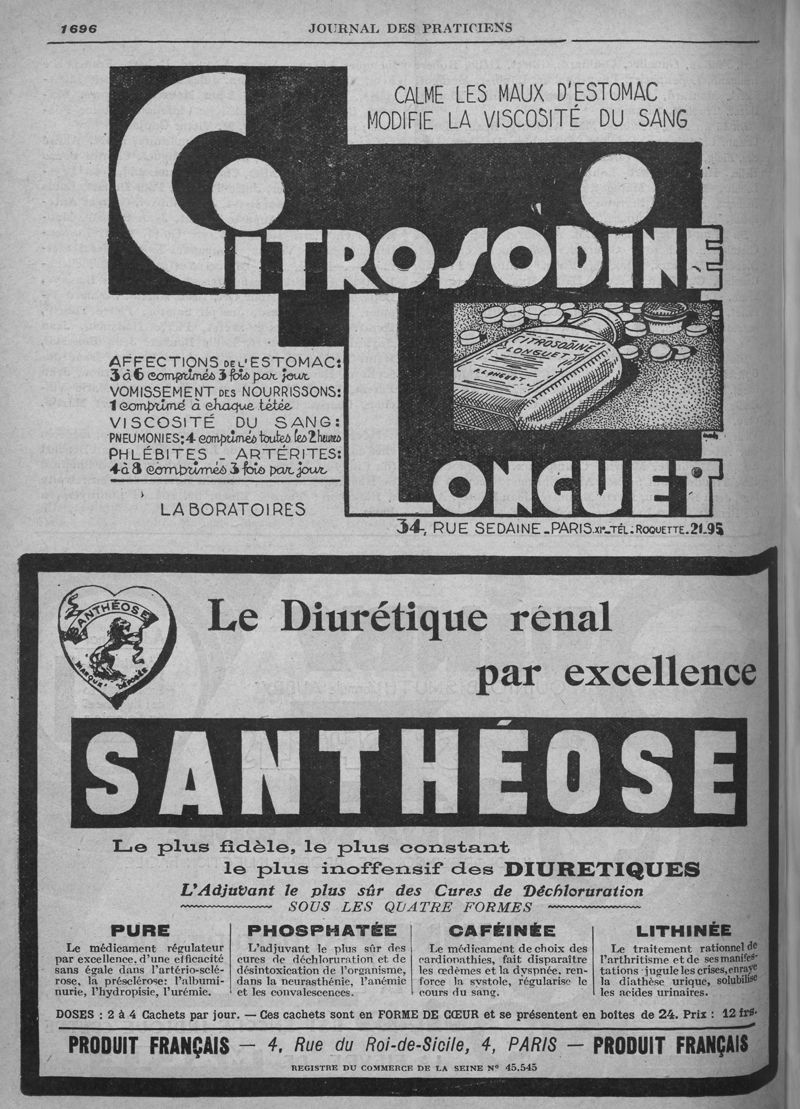 1696
JOURNAL DES PRATICIENS
CALME LES MAUX D'ESTOMAC
MODIFIE LA VISCOSITÉ DU SANG
CITROSODINE
LONGUET
CITROSODINE
LONGUET
A. LONGUET
AFFECTIONS DE L'ESTOMAC:
3 à 6 comprimés 3 fois par jour
VOMISSEMENT DES NOURRISSONS:
1 comprimé à chaque tétée
VISCOSITÉ DU SANG:
PNEUMONIES: 4 comprimés toutes les 2 heures
PHLÉBITES - ARTÉRITES:
4 à 8 comprimés 3 fois par jour
LABORATOIRES
34, RUE SEDAINE_PARIS.XIe_TÉL: ROQUETTE.21-95
SANTHÉOSE
MARQUE DÉPOSÉE
Le Diurétique rénal
par excellence
SANTHÉOSE
Le plus fidèle, le plus constant
le plus inoffensif des DIURETIQUES
L'Adjuvant le plus sûr des Cures de Déchloruration
SOUS LES QUATRE FORMES
PURE
Le médicament régulateur
par excellence, d'une efficacité
sans égale dans l'artério-sclé-
rose, la présclérose: l'albumi-
nurie, l'hydropisie, l'urémie.
PHOSPHATÉE
L'adjuvant le plus sûr des
cures de déchloruration et de
désintoxication de l'organisme,
dans la neurasthénie, l'anémie
et les convalescences.
CAFÉINÉE
Le médicament de choix des
cardiopathies, fait disparaître
les œdèmes et la dyspnée, ren-
force la systole, régularise le
cours du sang.
LITHINÉE
Le traitement rationnel de
l'arthritisme et de ses manifes-
tations: jugule les crises, enraye
la diathèse urique, solubilise
les acides urinaires.
DOSES : 2 à 4 Cachets par jour. — Ces cachets sont en FORME DE CŒUR et se présentent en boîtes de 24. Prix : 12 frs.
PRODUIT FRANÇAIS — 4, Rue du Roi-de-Sicile, 4, PARIS — PRODUIT FRANÇAIS
REGISTRE DU COMMERCE DE LA SEINE Nº 45.545